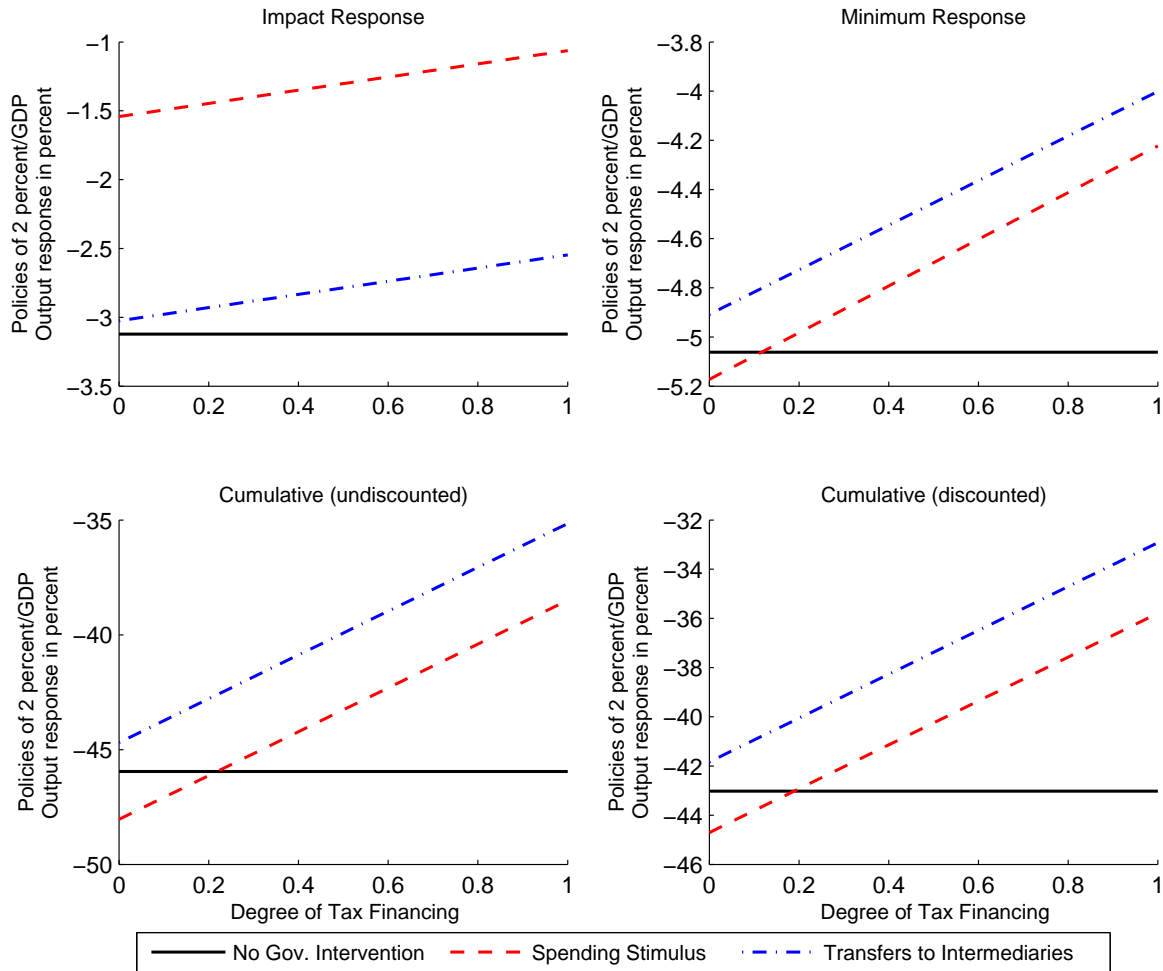 Impact Response
−1
−1.5
−2
−2.5
−3
−3.5
0
0.2
0.4
0.6
0.8
1
Policies of 2 percent/GDP
Output response in percent
Minimum Response
−3.8
−4
−4.2
−4.4
−4.6
−4.8
−5
−5.2
0
0.2
0.4
0.6
0.8
1
Policies of 2 percent/GDP
Output response in percent
Cumulative (undiscounted)
−35
−40
−45
−50
0
0.2
0.4
0.6
0.8
1
Policies of 2 percent/GDP
Output response in percent
Degree of Tax Financing
Cumulative (discounted)
−32
−34
−36
−38
−40
−42
−44
−46
0
0.2
0.4
0.6
0.8
1
Policies of 2 percent/GDP
Output response in percent
Degree of Tax Financing
No Gov. Intervention
Spending Stimulus
Transfers to Intermediaries